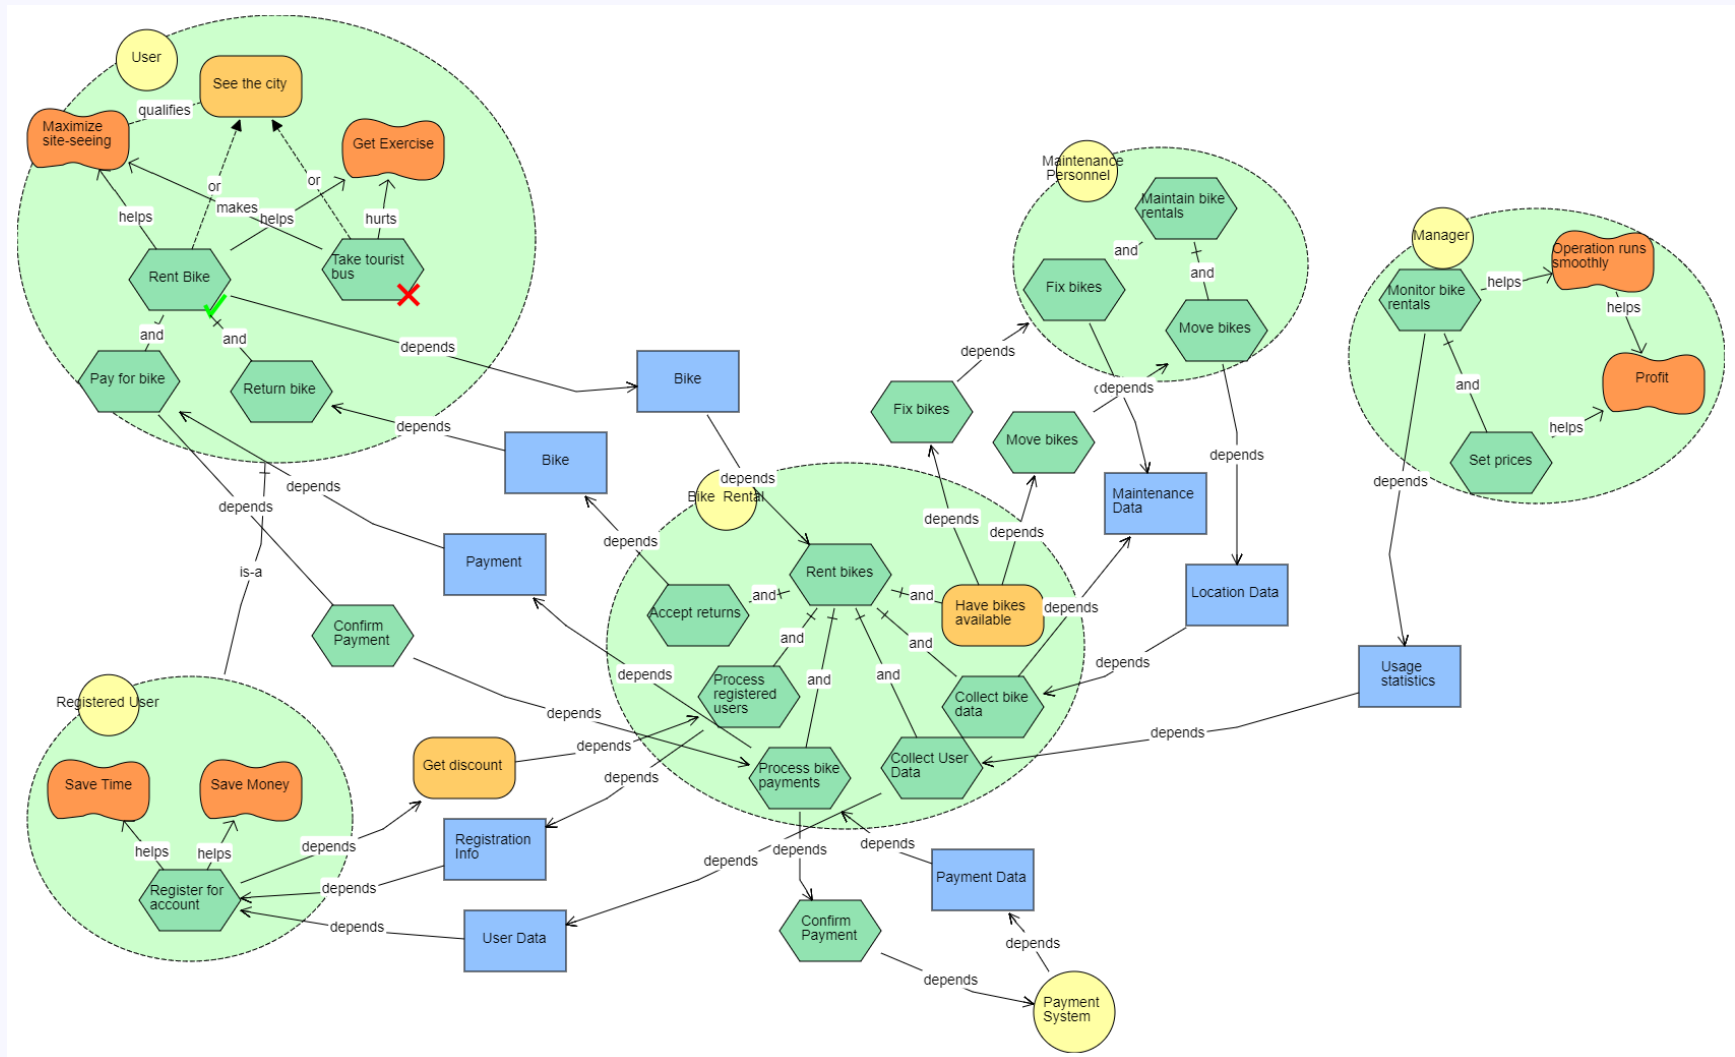 User
See the city
qualifies
Maximize
site-seeing
Get Exercise
or
or
makes
helps
helps
hurts
Rent Bike
Take tourist
bus
and
and
Pay for bike
Return bike
depends
Bike
depends
Bike
depends
depends
depends
Payment
is-a
Confirm
Payment
depends
depends
Maintenance
Personnel
Maintain bike
rentals
and
and
Fix bikes
Move bikes
depends
depends
Fix bikes
Move bikes
depends
Maintenance
Data
depends
depends
depends
Location Data
depends
Manager
Operation runs
smoothly
Monitor bike
rentals
helps
helps
Profit
and
helps
Set prices
depends
Usage
statistics
depends
depends
Bike Rental
Rent bikes
and
and
Accept returns
Have bikes
available
and
and
and
and
Process
registered
users
Collect bike
data
Process bike
payments
Collect User
Data
depends
Registered User
Save Time
Save Money
helps
helps
Register for
account
depends
Get discount
depends
depends
Registration
Info
depends
depends
User Data
depends
depends
depends
Payment Data
Confirm
Payment
depends
depends
Payment
System